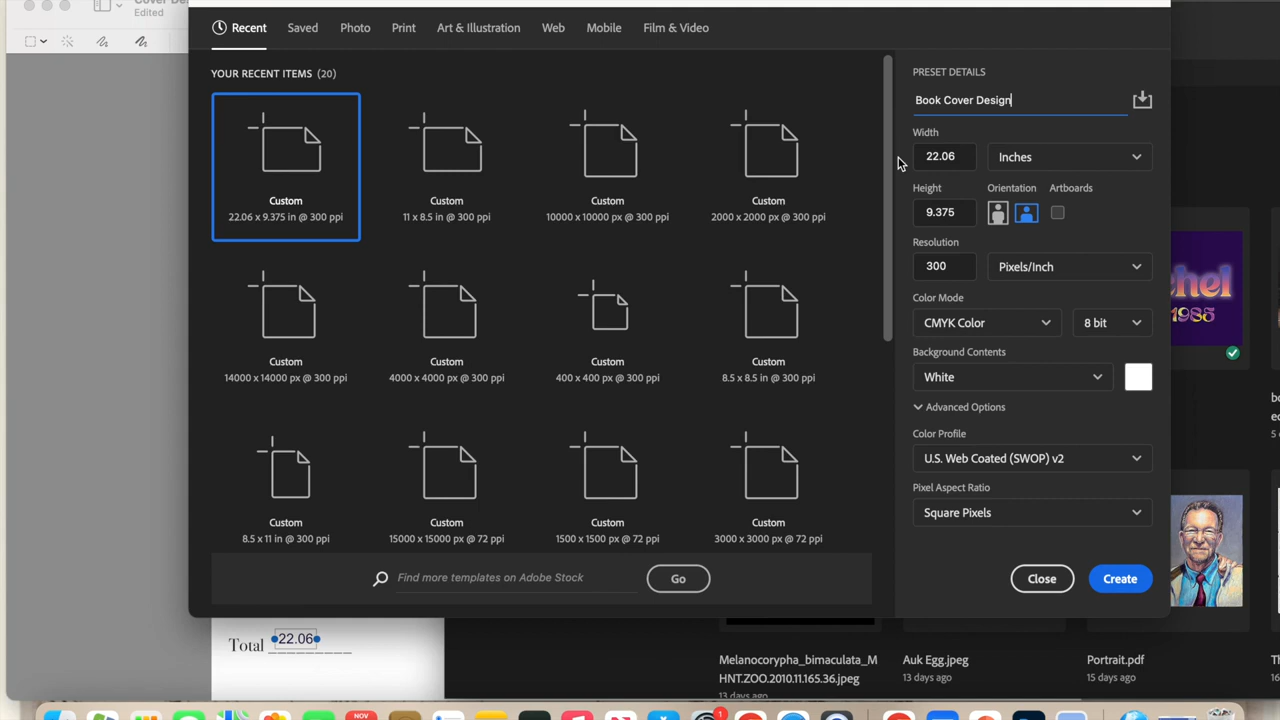 Cover Des
Edited
Recent
Saved
Photo
Print
Art & Illustration
Web
Mobile
Film & Video
YOUR RECENT ITEMS (20)
Custom
22.06 x 9.375 in @ 300 ppi
Custom
11 x 8.5 in @ 300 ppi
Custom
10000 x 10000 px @ 300 ppi
Custom
2000 x 2000 px @ 300 ppi
Custom
14000 x 14000 px @ 300 ppi
Custom
4000 x 4000 px @ 300 ppi
Custom
400 x 400 px @ 300 ppi
Custom
8.5 x 8.5 in @ 300 ppi
Custom
8.5 x 11 in @ 300 ppi
Custom
15000 x 15000 px @ 72 ppi
Custom
1500 x 1500 px @ 72 ppi
Custom
3000 x 3000 px @ 72 ppi
Find more templates on Adobe Stock
Go
PRESET DETAILS
Book Cover Design
Width
22.06
Inches
Height
Orientation
Artboards
9.375
Resolution
300
Pixels/Inch
Color Mode
CMYK Color
8 bit
Background Contents
White
Advanced Options
Color Profile
U.S. Web Coated (SWOP) v2
Pixel Aspect Ratio
Square Pixels
Close
Create
Total 22.06
Melanocorypha_bimaculata_M
HNT.ZOO.2010.11.165.36.jpeg
13 days ago
Auk Egg.jpeg
13 days ago
Portrait.pdf
15 days ago
chel
1985
NOV
1